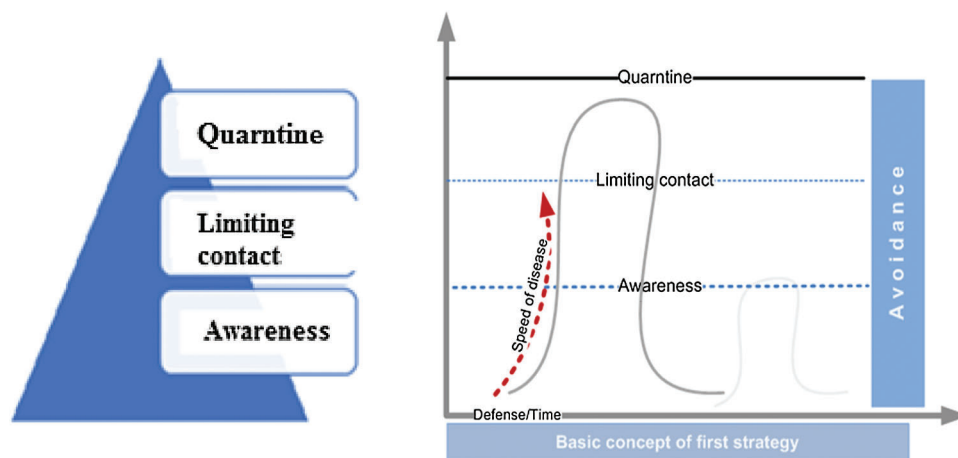 Quarntine
Limiting
contact
Awareness
Quarntine
Limiting contact
Awareness
Speed of disease
Avoidance
Defense/Time
Basic concept of first strategy